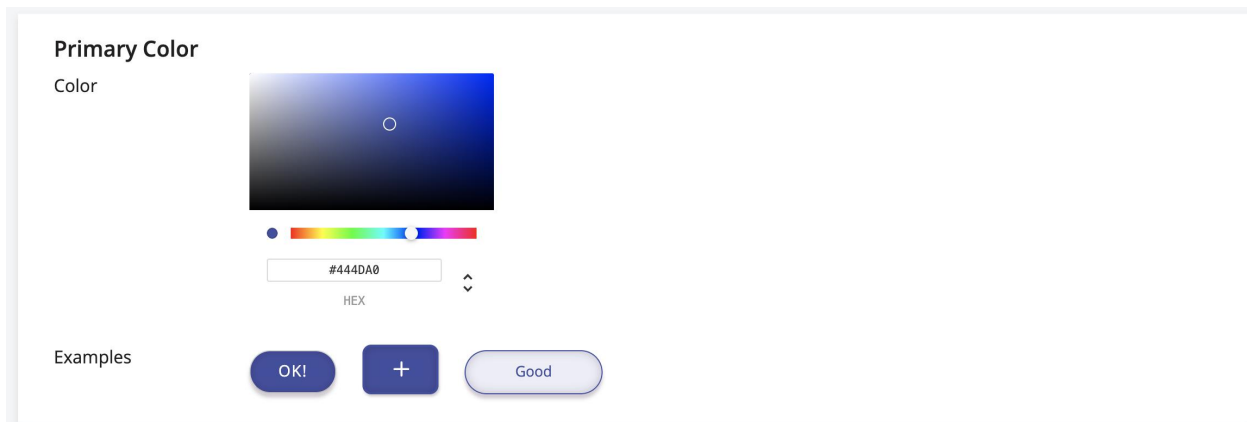 Primary Color
Color
#444DA0
HEX
Examples
OK!
+
Good